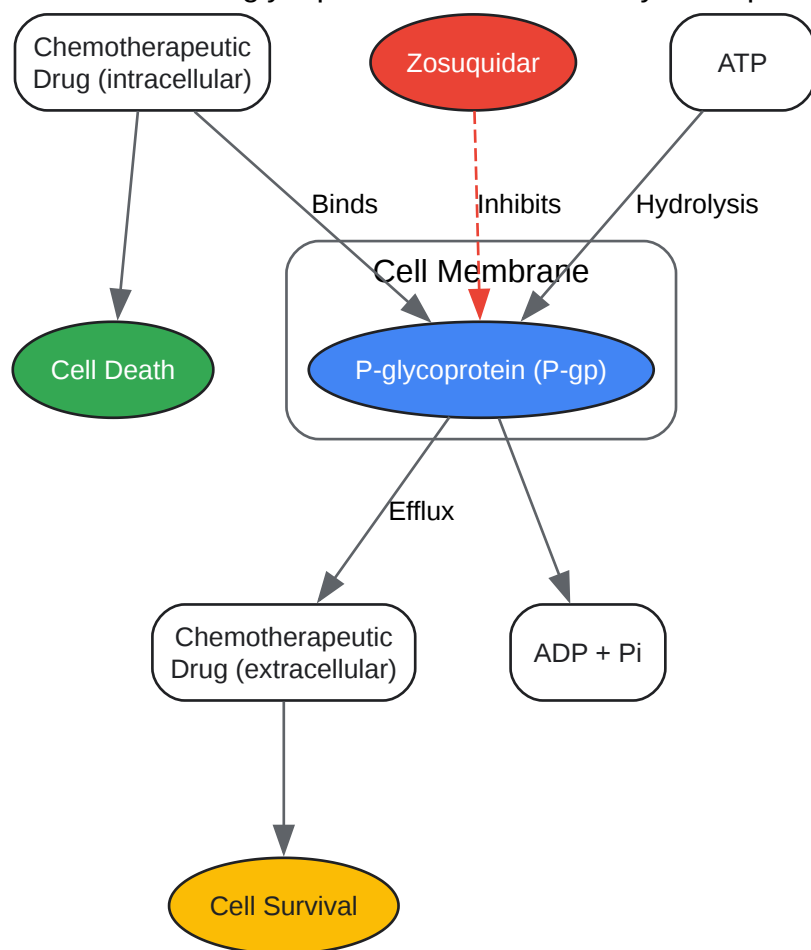 Chemotherapeutic
Drug (intracellular)
Zosuquidar
ATP
Binds
Inhibits
Hydrolysis
Cell Membrane
Cell Death
P-glycoprotein (P-gp)
Efflux
Chemotherapeutic
Drug (extracellular)
ADP + Pi
Cell Survival